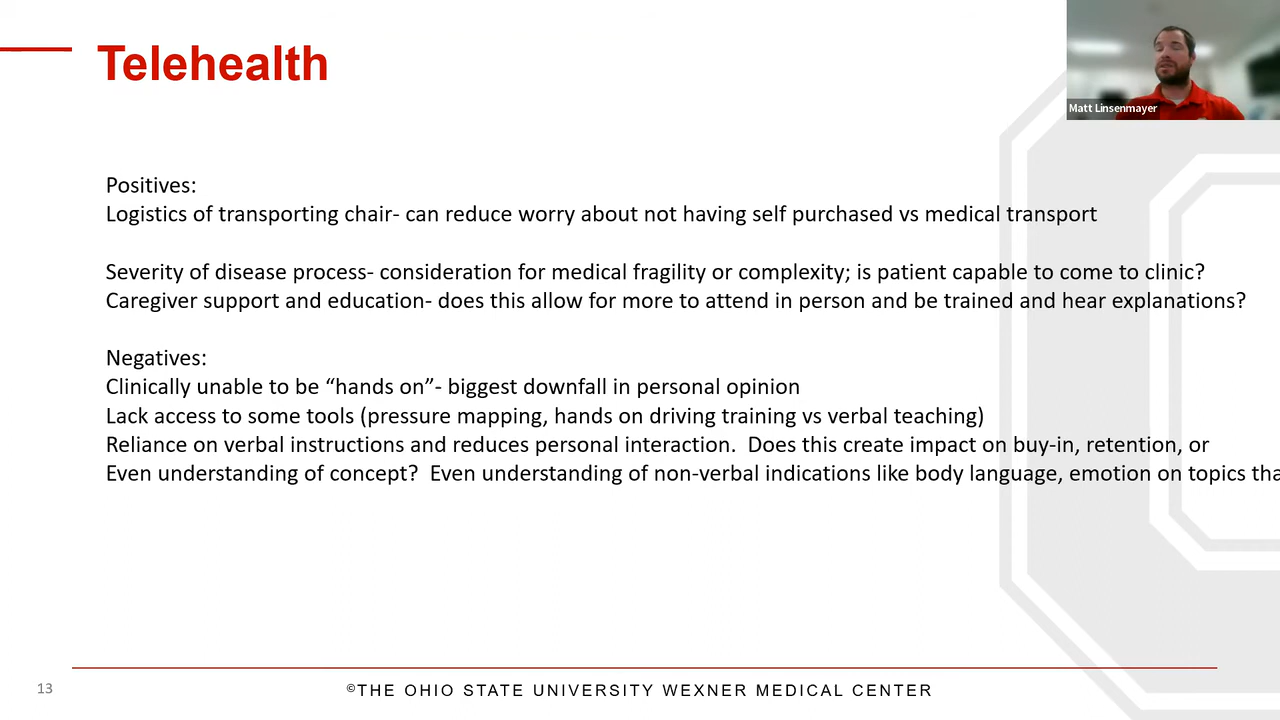 Telehealth
Matt Linsenmayer
Positives:
Logistics of transporting chair- can reduce worry about not having self purchased vs medical transport
Severity of disease process- consideration for medical fragility or complexity; is patient capable to come to clinic?
Caregiver support and education- does this allow for more to attend in person and be trained and hear explanations?
Negatives:
Clinically unable to be “hands on”- biggest downfall in personal opinion
Lack access to some tools (pressure mapping, hands on driving training vs verbal teaching)
Reliance on verbal instructions and reduces personal interaction.  Does this create impact on buy-in, retention, or
Even understanding of concept?  Even understanding of non-verbal indications like body language, emotion on topics
13
©THE OHIO STATE UNIVERSITY WEXNER MEDICAL CENTER